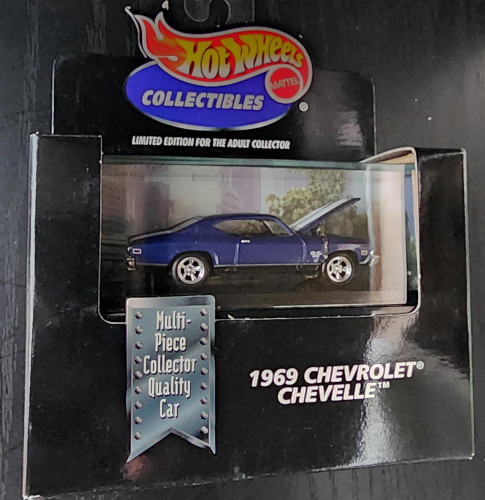 Hot Wheels
MATTEL
COLLECTIBLES ®
LIMITED EDITION FOR THE ADULT COLLECTOR
Multi-
Piece
Collector
Quality
Car
1969 CHEVROLET®
CHEVELLE™